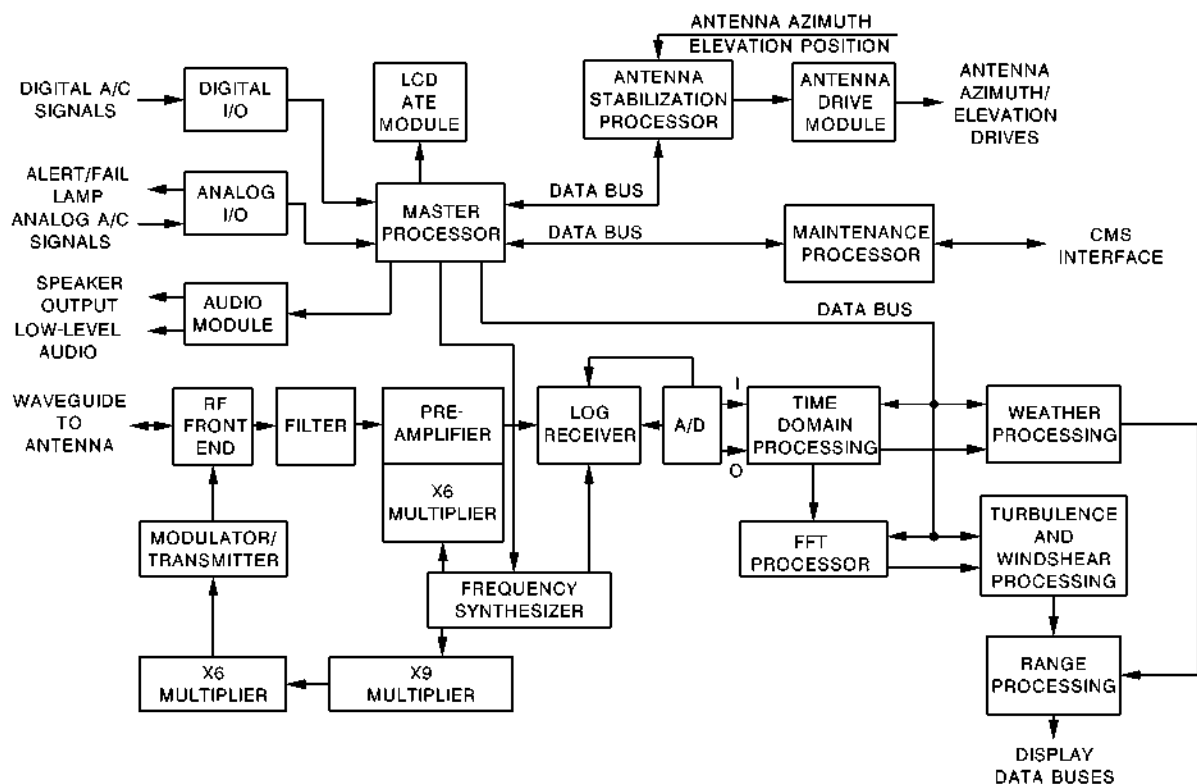 ANTENNA AZIMUTH
ELEVATION POSITION
DIGITAL A/C
SIGNALS
DIGITAL
I/O
LCD
ATE
MODULE
ANTENNA
STABILIZATION
PROCESSOR
ANTENNA
DRIVE
MODULE
ANTENNA
AZIMUTH/
ELEVATION
DRIVES
ALERT/FAIL
LAMP
ANALOG A/C
SIGNALS
ANALOG
I/O
MASTER
PROCESSOR
DATA BUS
DATA BUS
MAINTENANCE
PROCESSOR
CMS
INTERFACE
SPEAKER
OUTPUT
LOW-LEVEL
AUDIO
AUDIO
MODULE
DATA BUS
WAVEGUIDE
TO
ANTENNA
RF
FRONT
END
FILTER
PRE-
AMPLIFIER
X6
MULTIPLIER
LOG
RECEIVER
A/D
I
O
TIME
DOMAIN
PROCESSING
WEATHER
PROCESSING
MODULATOR/
TRANSMITTER
FREQUENCY
SYNTHESIZER
FFT
PROCESSOR
TURBULENCE
AND
WINDSHEAR
PROCESSING
X6
MULTIPLIER
X9
MULTIPLIER
RANGE
PROCESSING
DISPLAY
DATA BUSES